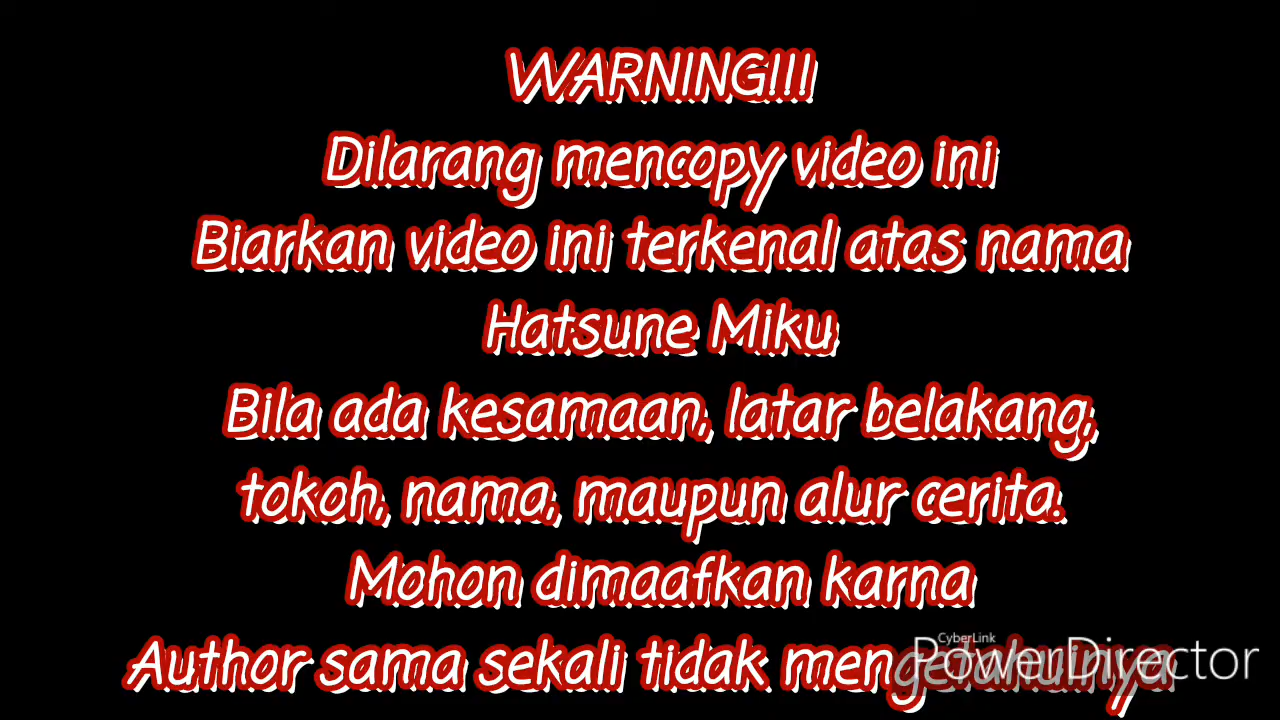 WARNING!!!
Dilarang mencopy video ini
Biarkan video ini terkenal atas nama
Hatsune Miku
Bila ada kesamaan, latar belakang,
tokoh, nama, maupun alur cerita.
Mohon dimaafkan karna
Author sama sekali tidak mengetahuinya
CyberLink
PowerDirector